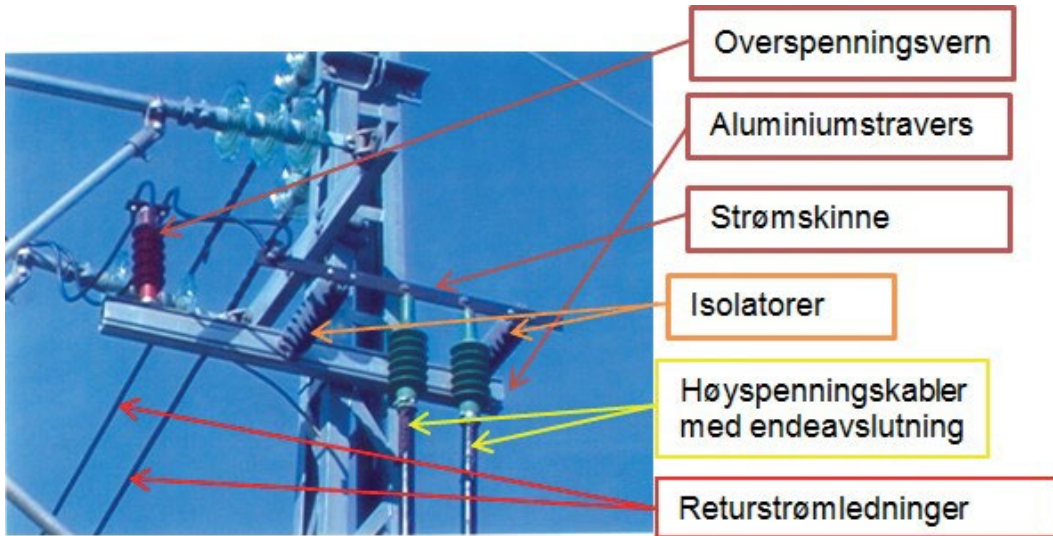 Overspenningsvern
Aluminiumstravers
Strømskinne
Isolatorer
Høyspenningskabler
med endeavslutning
Returstrømledninger